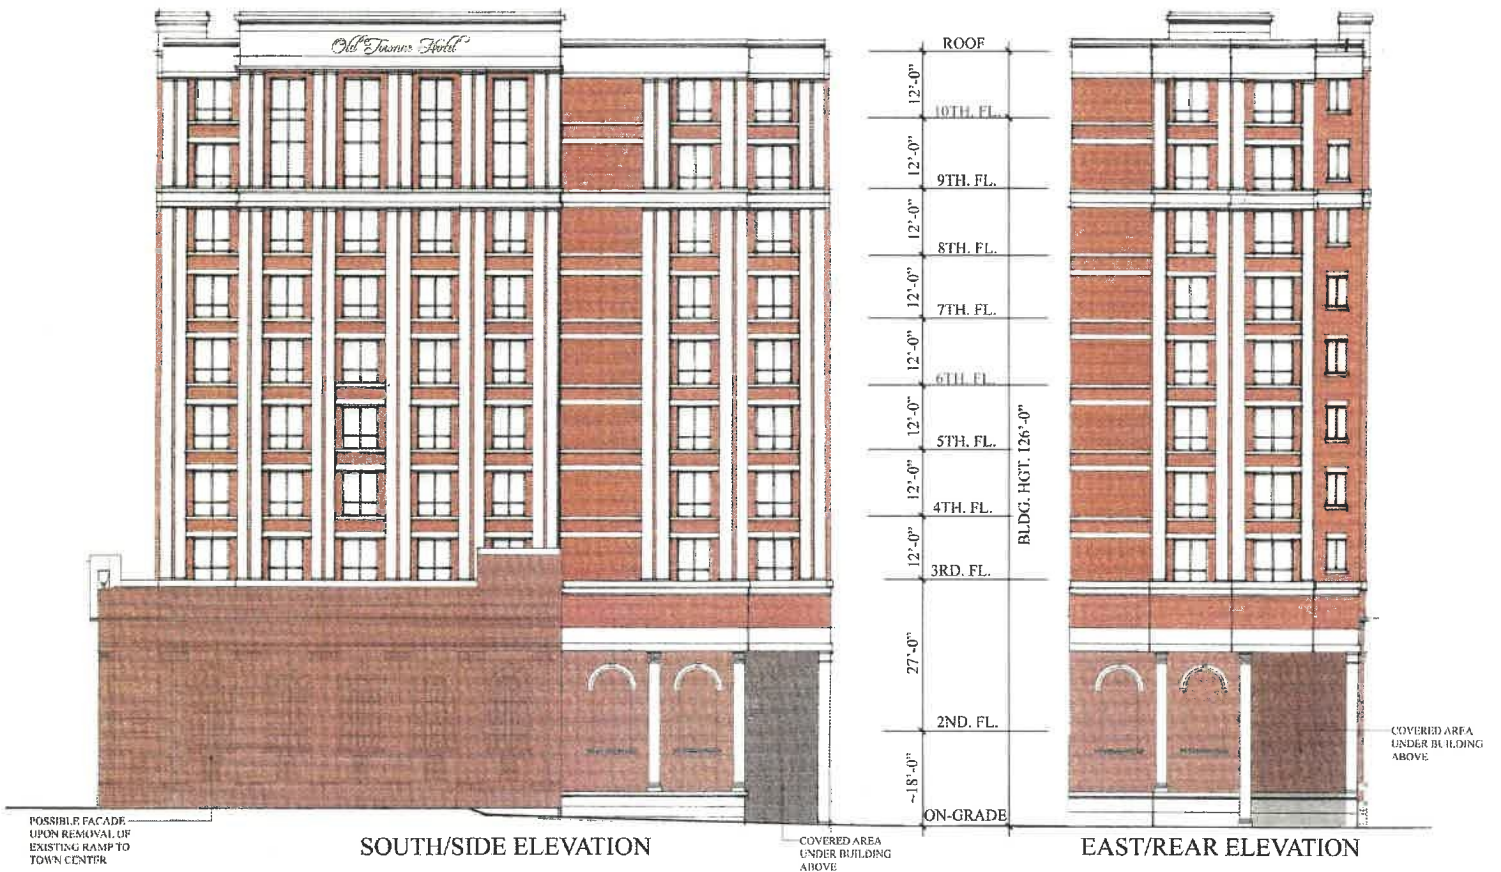 Old Towne Hotel
ROOF
12'-0"
10TH. FL.
12'-0"
9TH. FL.
12'-0"
8TH. FL.
12'-0"
7TH. FL.
12'-0"
6TH. FL.
12'-0"
5TH. FL.
12'-0"
4TH. FL.
12'-0"
3RD. FL.
27'-0"
2ND. FL.
~18'-0"
ON-GRADE
BLDG. HGT. 126'-0"
COVERED AREA
UNDER BUILDING
ABOVE
POSSIBLE FACADE
UPON REMOVAL OF
EXISTING RAMP TO
TOWN CENTER
SOUTH/SIDE ELEVATION
COVERED AREA
UNDER BUILDING
ABOVE
EAST/REAR ELEVATION